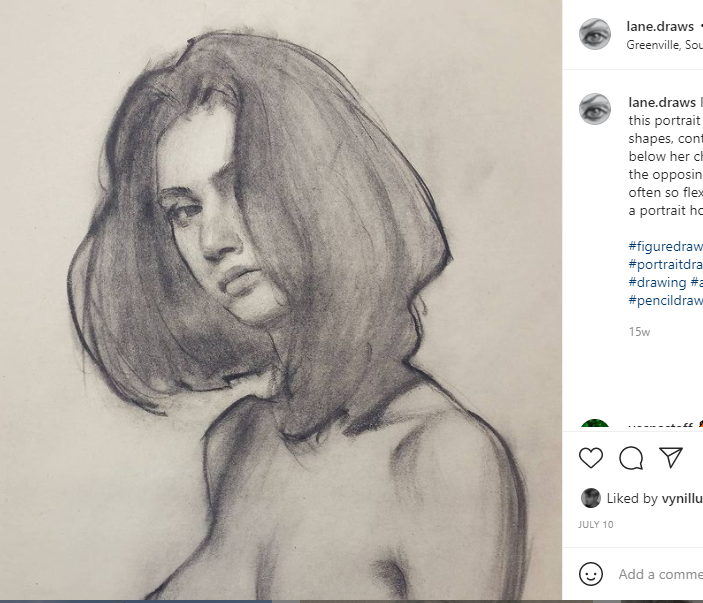 lane.draws •
Greenville, Sou
lane.draws
this portrait
shapes, cont
below her ch
the opposin
often so flex
a portrait ho
#figuredraw
#portraitdra
#drawing #a
#pencildraw
15w
Liked by vynillu
JULY 10
Add a comme